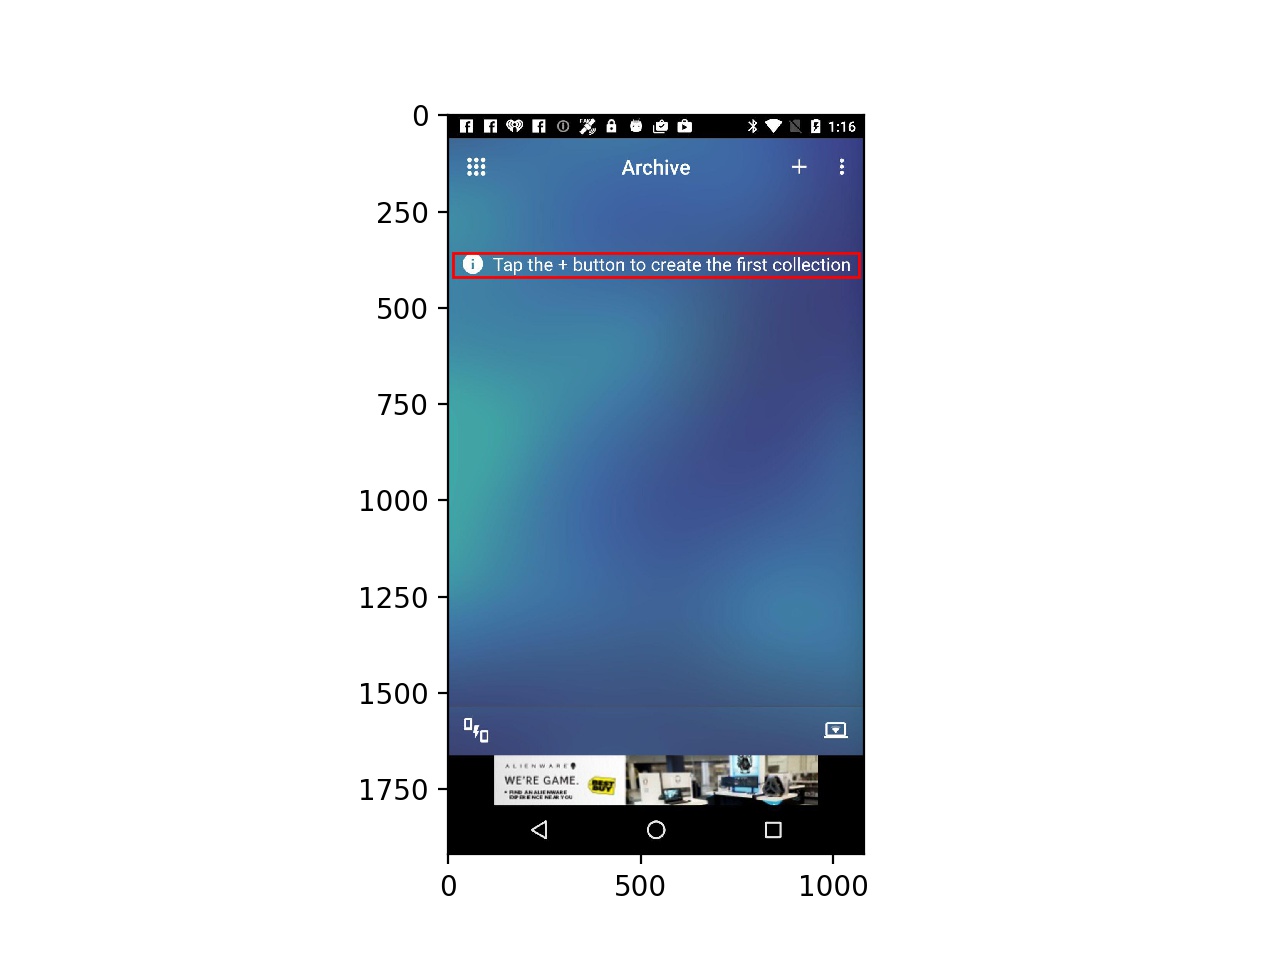 0
250
500
750
1000
1250
1500
1750
0 500 1000
1:16
Archive
Tap the + button to create the first collection
ALIENWARE
WE'RE GAME.
• FIND AN ALIENWARE
EXPERIENCE NEAR YOU
BEST
BUY